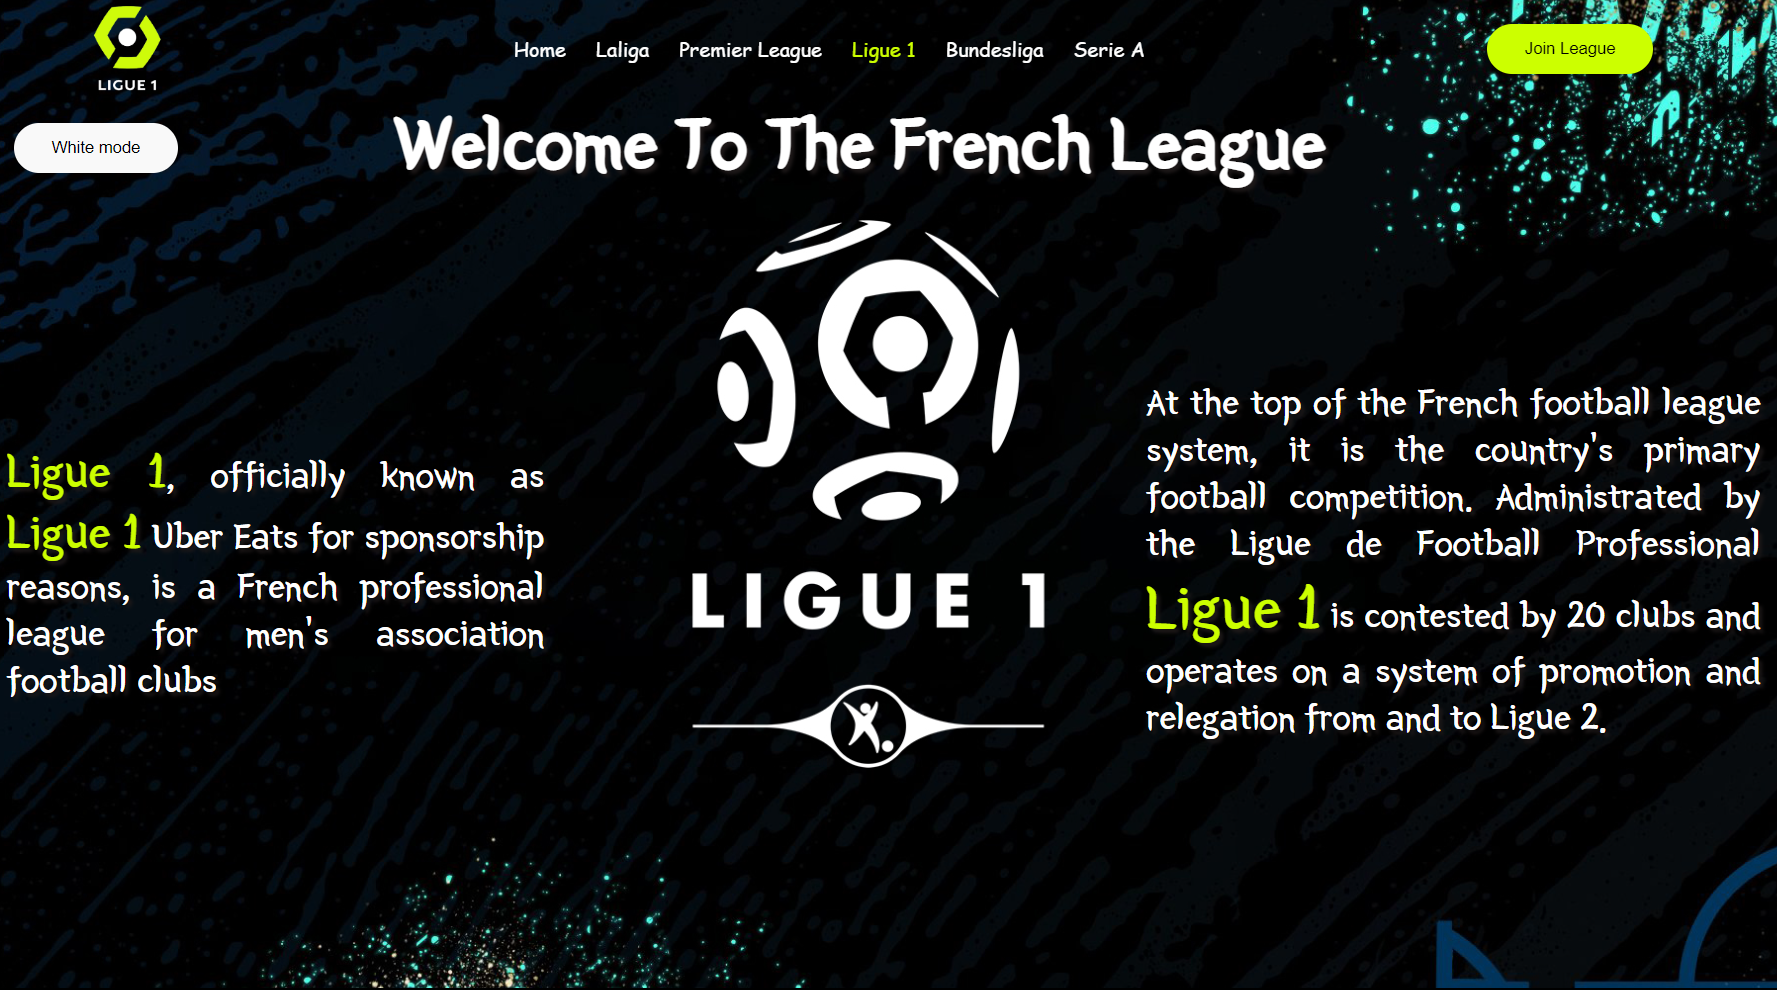 LIGUE 1
Home
Laliga
Premier League
Ligue 1
Bundesliga
Serie A
Join League
White mode
Welcome To The French League
Ligue 1, officially known as
Ligue 1 Uber Eats for sponsorship
reasons, is a French professional
league for men's association
football clubs
LIGUE 1
At the top of the French football league
system, it is the country's primary
football competition. Administrated by
the Ligue de Football Professional
Ligue 1 is contested by 20 clubs and
operates on a system of promotion and
relegation from and to Ligue 2.